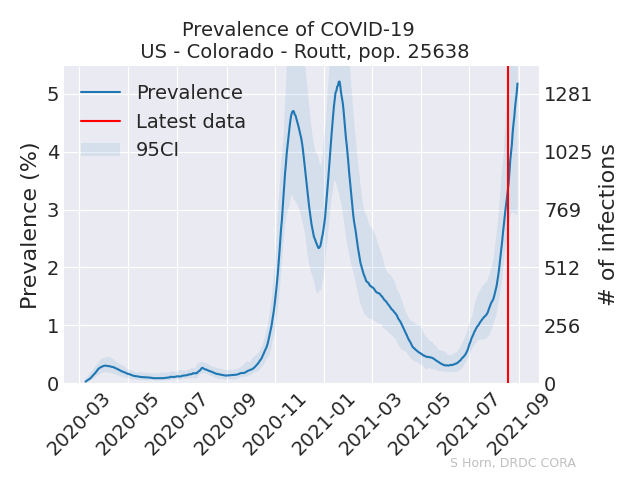 Prevalence of COVID-19
US - Colorado - Routt, pop. 25638
Prevalence
Latest data
95CI
Prevalence (%)
5
4
3
2
1
0
1281
1025
769
512
256
0
# of infections
2020-03
2020-05
2020-07
2020-09
2020-11
2021-01
2021-03
2021-05
2021-07
2021-09
S Horn, DRDC CORA